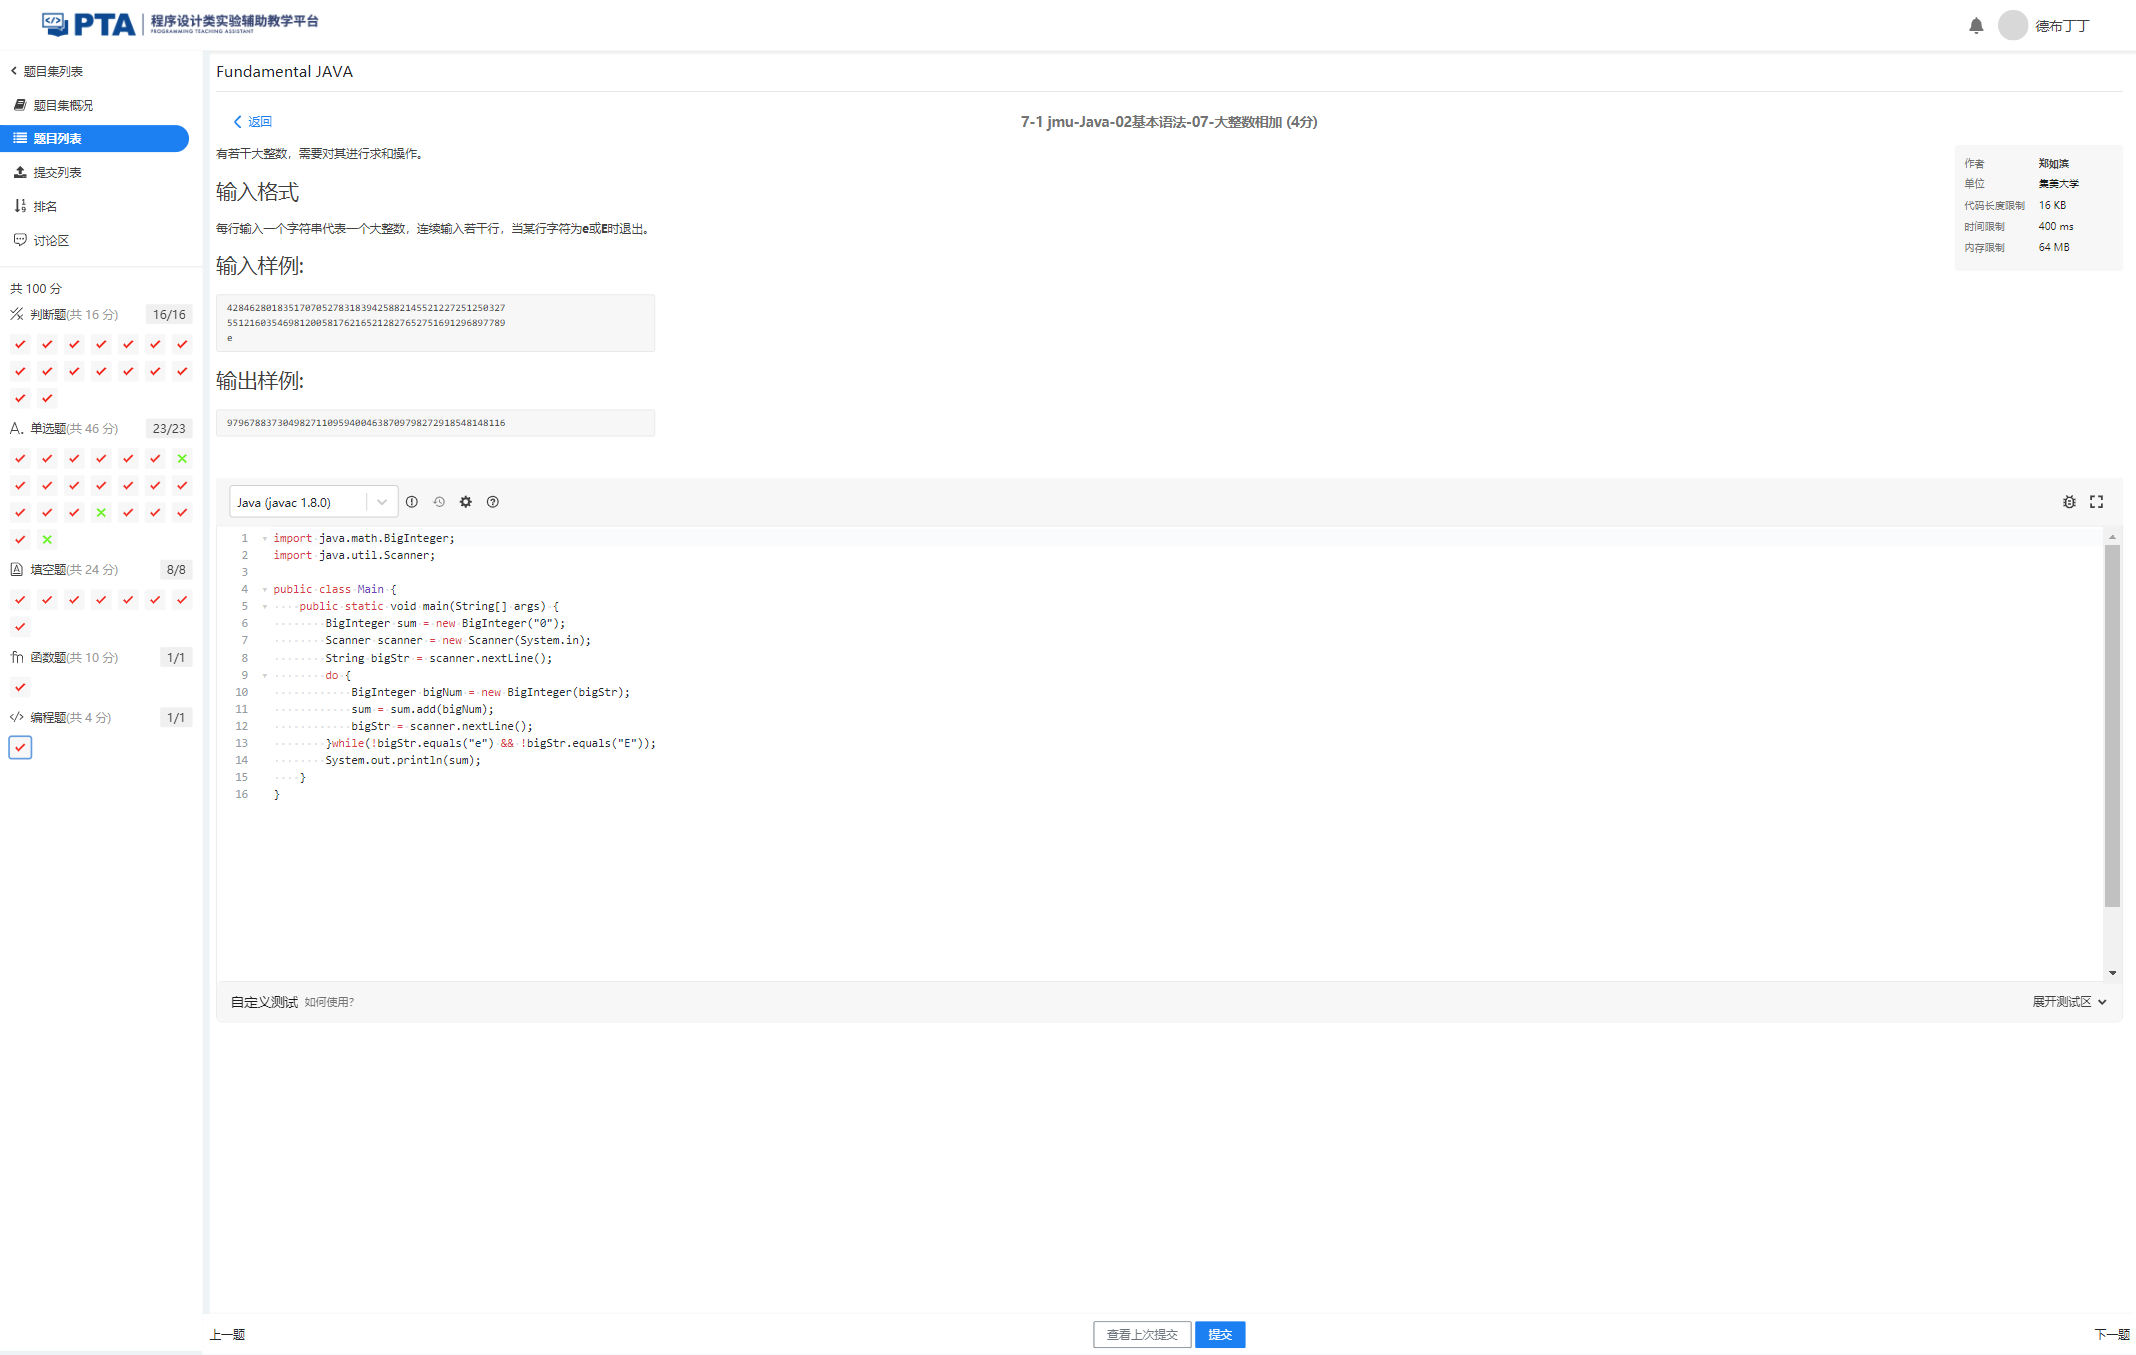 PTA 程序设计类实验辅助教学平台
PROGRAMMING TEACHING ASSISTANT
德布丁丁
题目集列表
题目集概况
题目列表
提交列表
排名
讨论区
共 100 分
判断题(共 16 分) 16/16
A. 单选题(共 46 分) 23/23
填空题(共 24 分) 8/8
fn 函数题(共 10 分) 1/1
</> 编程题(共 4 分) 1/1
Fundamental JAVA
返回
7-1 jmu-Java-02基本语法-07-大整数相加 (4分)
有若干大整数，需要对其进行求和操作。
作者 郑如滨
单位 集美大学
代码长度限制 16 KB
时间限制 400 ms
内存限制 64 MB
输入格式
每行输入一个字符串代表一个大整数，连续输入若干行，当某行字符为e或E时退出。
输入样例:
42846280183517070527831839425882145521227251250327
55121603546981200581762165212827652751691296897789
e
输出样例:
97967883730498271109594004638709798272918548148116
Java (javac 1.8.0)
1 import java.math.BigInteger;
2 import java.util.Scanner;
3
4 public class Main {
5 public static void main(String[] args) {
6 BigInteger sum = new BigInteger("0");
7 Scanner scanner = new Scanner(System.in);
8 String bigStr = scanner.nextLine();
9 do {
10 BigInteger bigNum = new BigInteger(bigStr);
11 sum = sum.add(bigNum);
12 bigStr = scanner.nextLine();
13 }while(!bigStr.equals("e") && !bigStr.equals("E"));
14 System.out.println(sum);
15 }
16 }
自定义测试 如何使用?
展开测试区
上一题
查看上次提交
提交
下一题